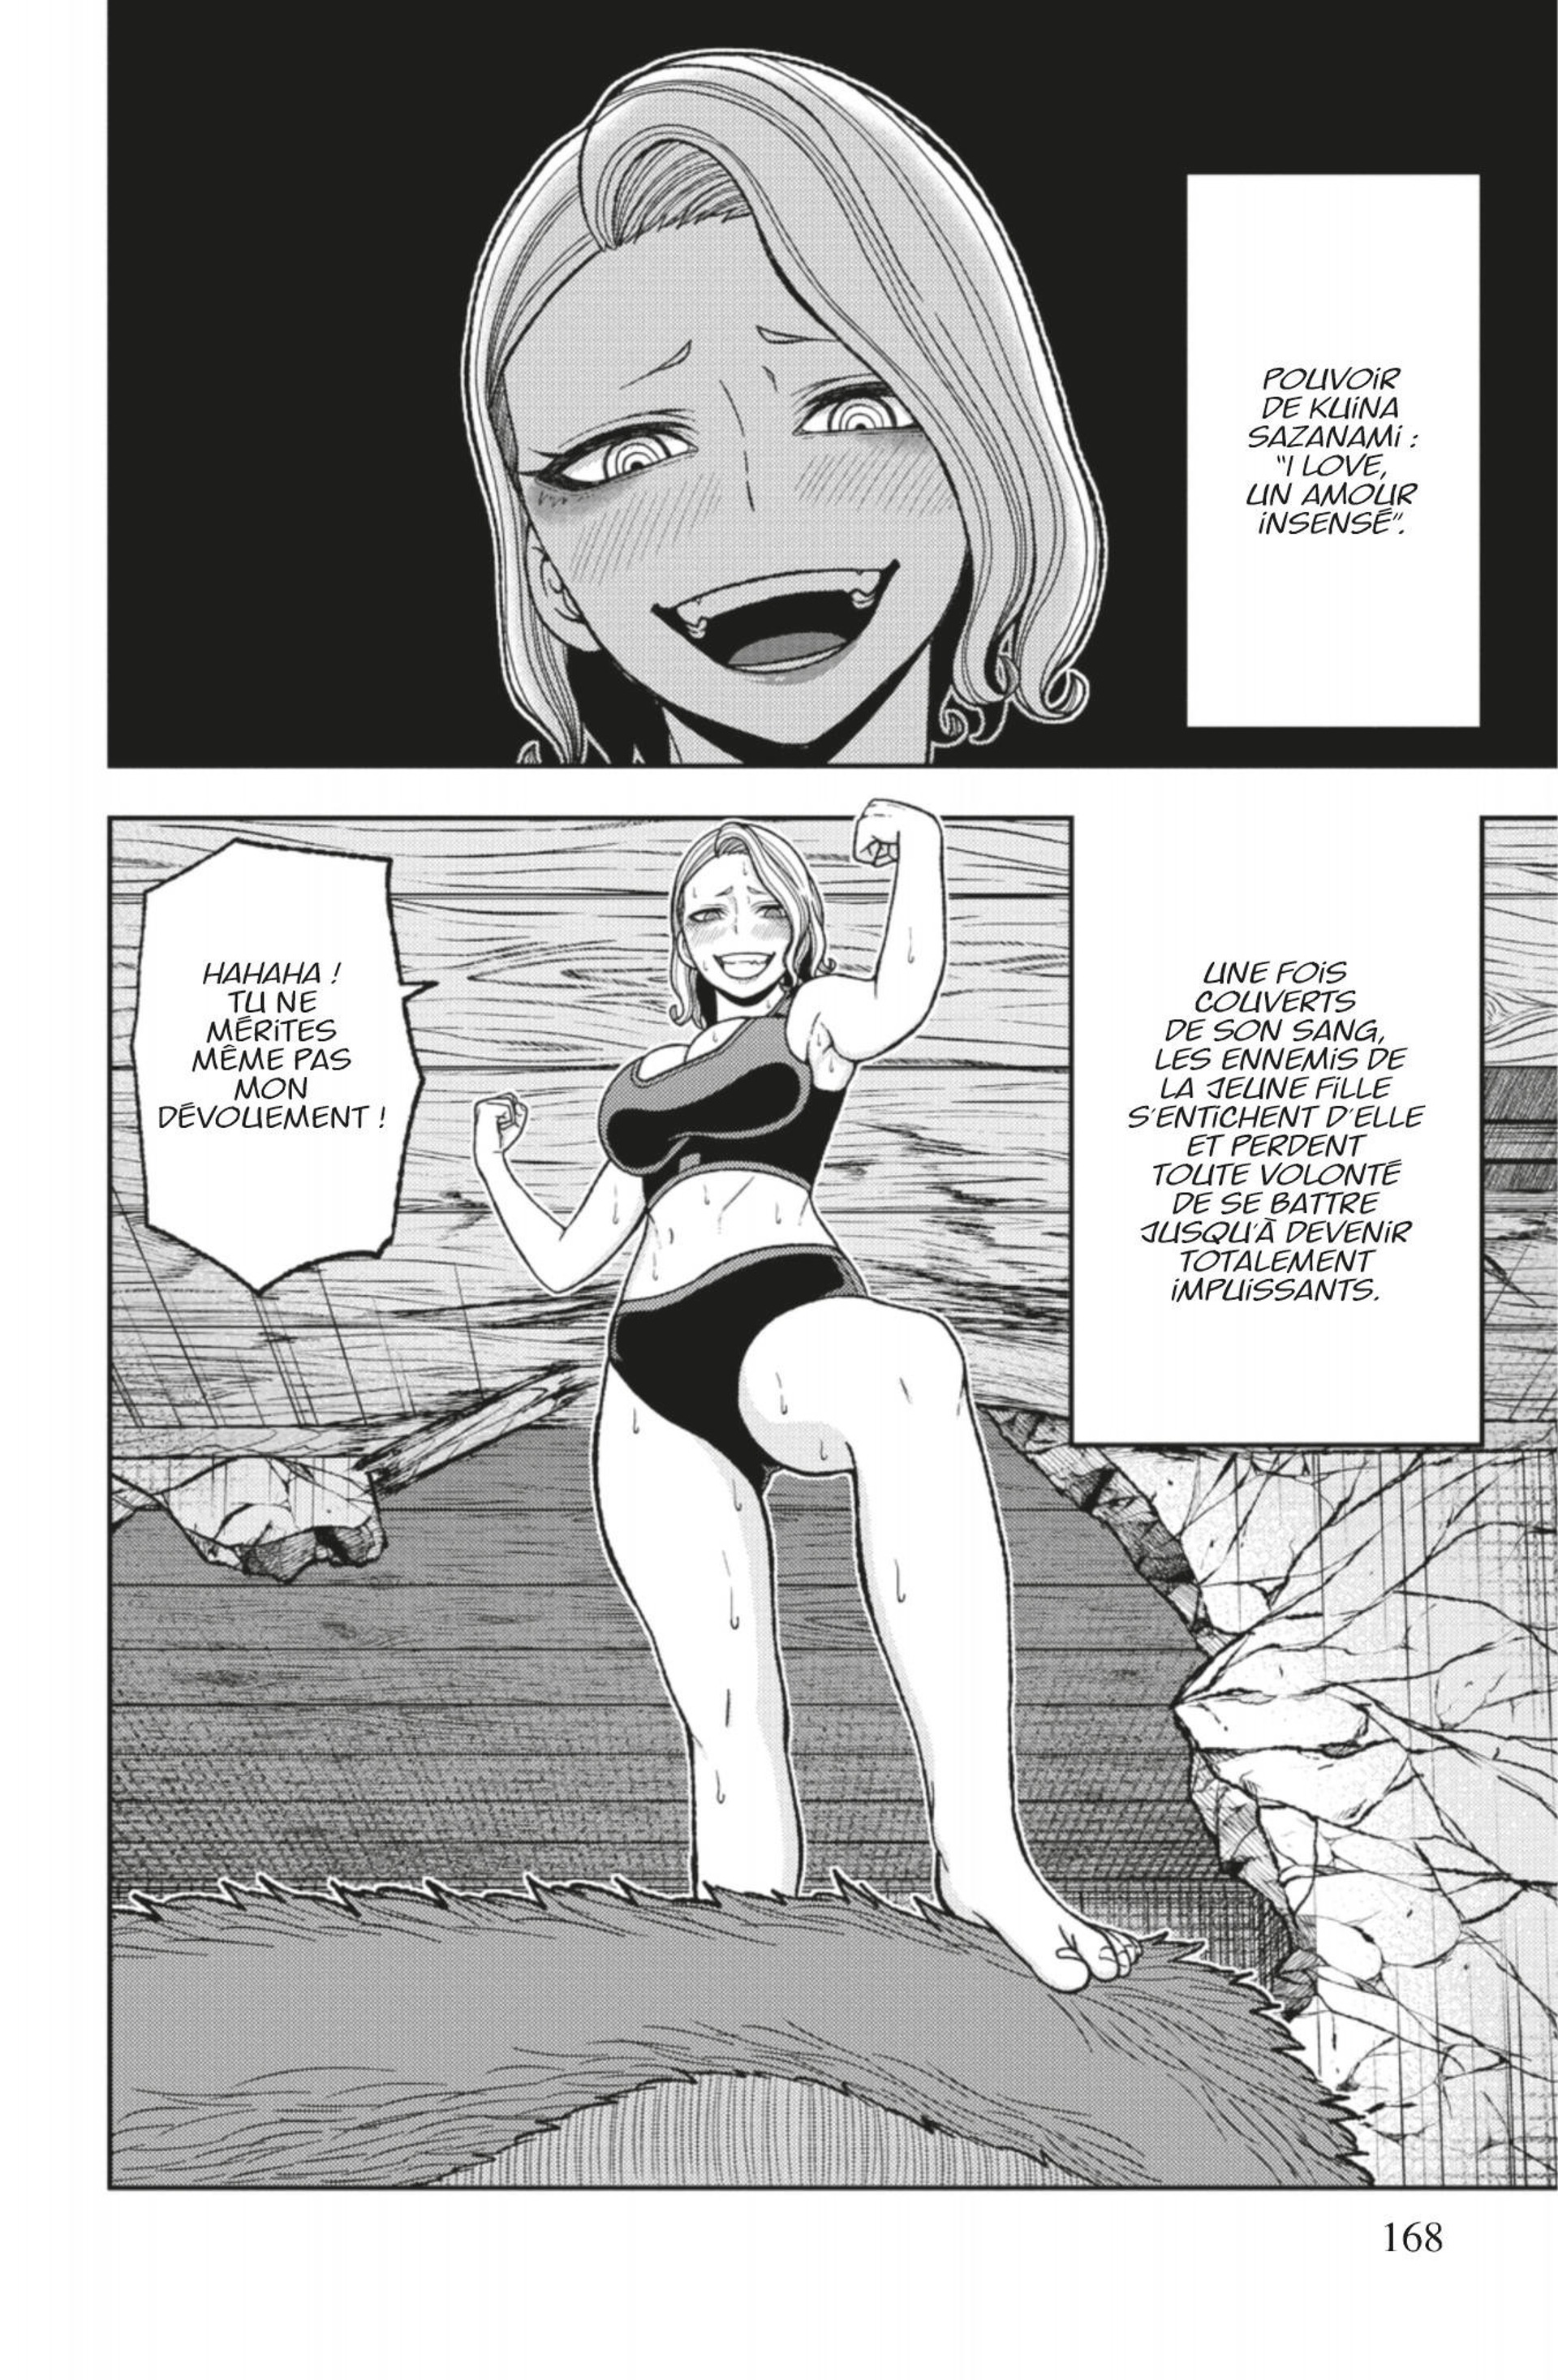 POUVOIR
DE KUINA
SAZANAMI :
"I LOVE,
UN AMOUR
INSENSÉ".
UNE FOIS
COUVERTS
DE SON SANG,
LES ENNEMIS DE
LA JEUNE FILLE
S'ENTICHENT D'ELLE
ET PERDENT
TOUTE VOLONTÉ
DE SE BATTRE
JUSQU'À DEVENIR
TOTALEMENT
IMPUISSANTS.
HAHAHA !
TU NE
MÉRITES
MÊME PAS
MON
DÉVOUEMENT !
168